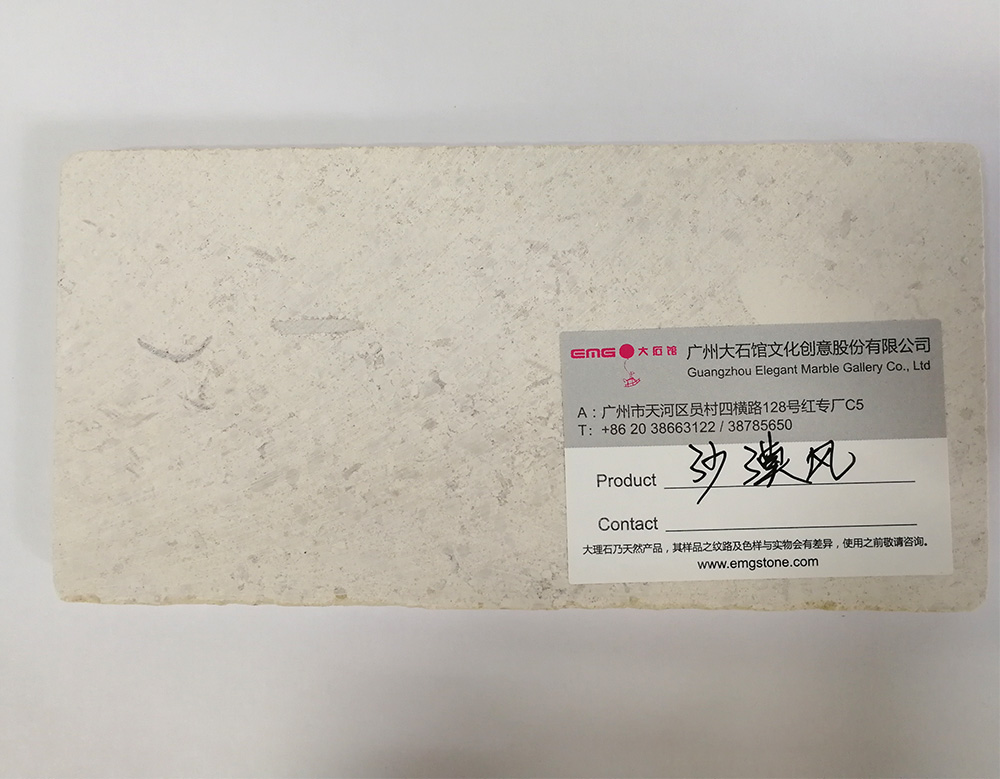 EMG 大石馆 广州大石馆文化创意股份有限公司
Guangzhou Elegant Marble Gallery Co., Ltd
A：广州市天河区员村四横路128号红专厂C5
T：+86 20 38663122 / 38785650
Product 沙漠风
Contact
大理石乃天然产品，其样品之纹路及色样与实物会有差异，使用之前敬请咨询。
www.emgstone.com